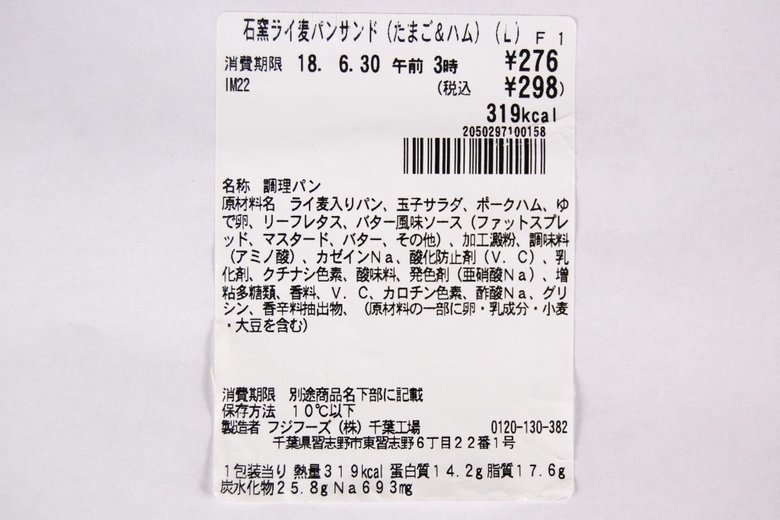 石窯ライ麦パンサンド（たまご＆ハム）（L） F1
消費期限 18. 6.30 午前 3時 ¥276
IM22 (税込 ¥298)
319kcal
2050297100158
名称 調理パン
原材料名 ライ麦入りパン、玉子サラダ、ポークハム、ゆ
で卵、リーフレタス、バター風味ソース（ファットスプレ
ッド、マスタード、バター、その他）、加工澱粉、調味料
（アミノ酸）、カゼインNa、酸化防止剤（V．C）、乳
化剤、クチナシ色素、酸味料、発色剤（亜硝酸Na）、増
粘多糖類、香料、V．C、カロチン色素、酢酸Na、グリ
シン、香辛料抽出物、（原材料の一部に卵・乳成分・小麦
・大豆を含む）
消費期限 別途商品名下部に記載
保存方法 10℃以下
製造者 フジフーズ（株）千葉工場 0120-130-382
千葉県習志野市東習志野6丁目22番1号
1包装当り 熱量319kcal 蛋白質14.2g 脂質17.6g
炭水化物25.8g Na693mg